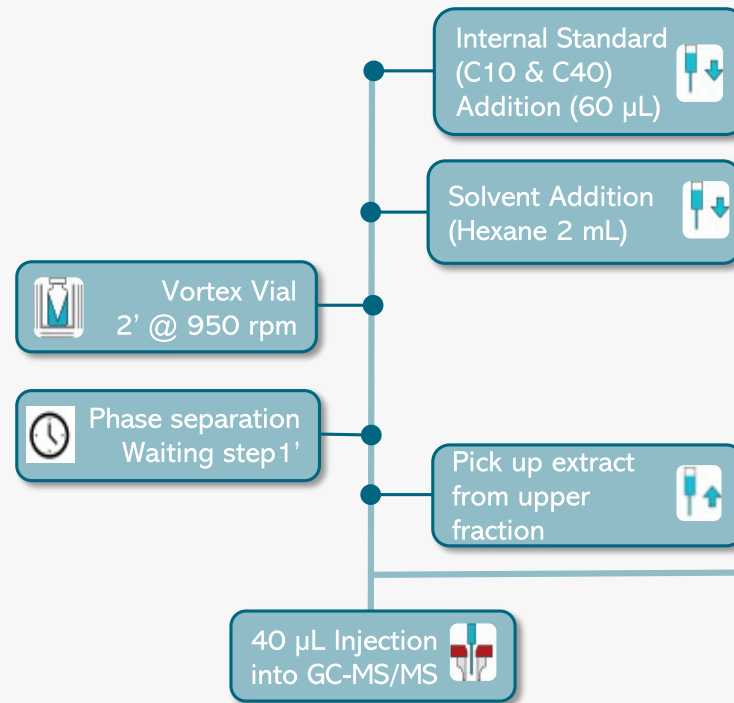 Internal Standard
(C10 & C40)
Addition (60 µL)
Solvent Addition
(Hexane 2 mL)
Vortex Vial
2’ @ 950 rpm
Phase separation
Waiting step1’
Pick up extract
from upper
fraction
40 µL Injection
into GC-MS/MS